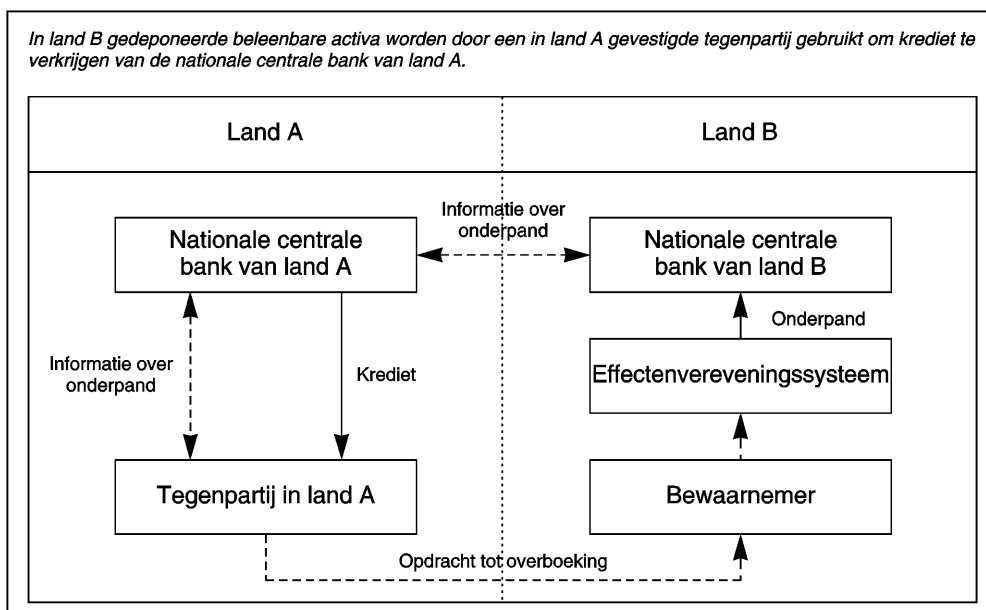 In land B gedeponeerde beleenbare activa worden door een in land A gevestigde tegenpartij gebruikt om krediet te
verkrijgen van de nationale centrale bank van land A.
Land A
Land B
Informatie over
onderpand
Nationale centrale
bank van land A
Nationale centrale
bank van land B
Onderpand
Informatie over
onderpand
Krediet
Effectenvereveningssysteem
Tegenpartij in land A
Bewaarnemer
Opdracht tot overboeking